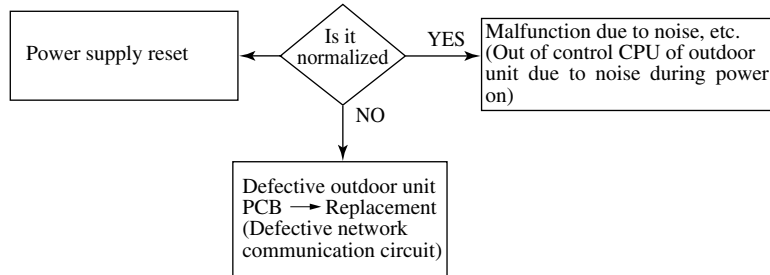 Power supply reset
Is it
normalized
YES
Malfunction due to noise, etc.
(Out of control CPU of outdoor
unit due to noise during power
on)
NO
Defective outdoor unit
PCB → Replacement
(Defective network
communication circuit)